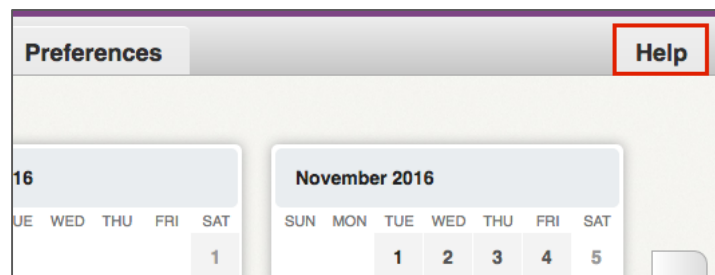 Preferences Help
16 November 2016
UE WED THU FRI SAT SUN MON TUE WED THU FRI SAT
1 1 2 3 4 5